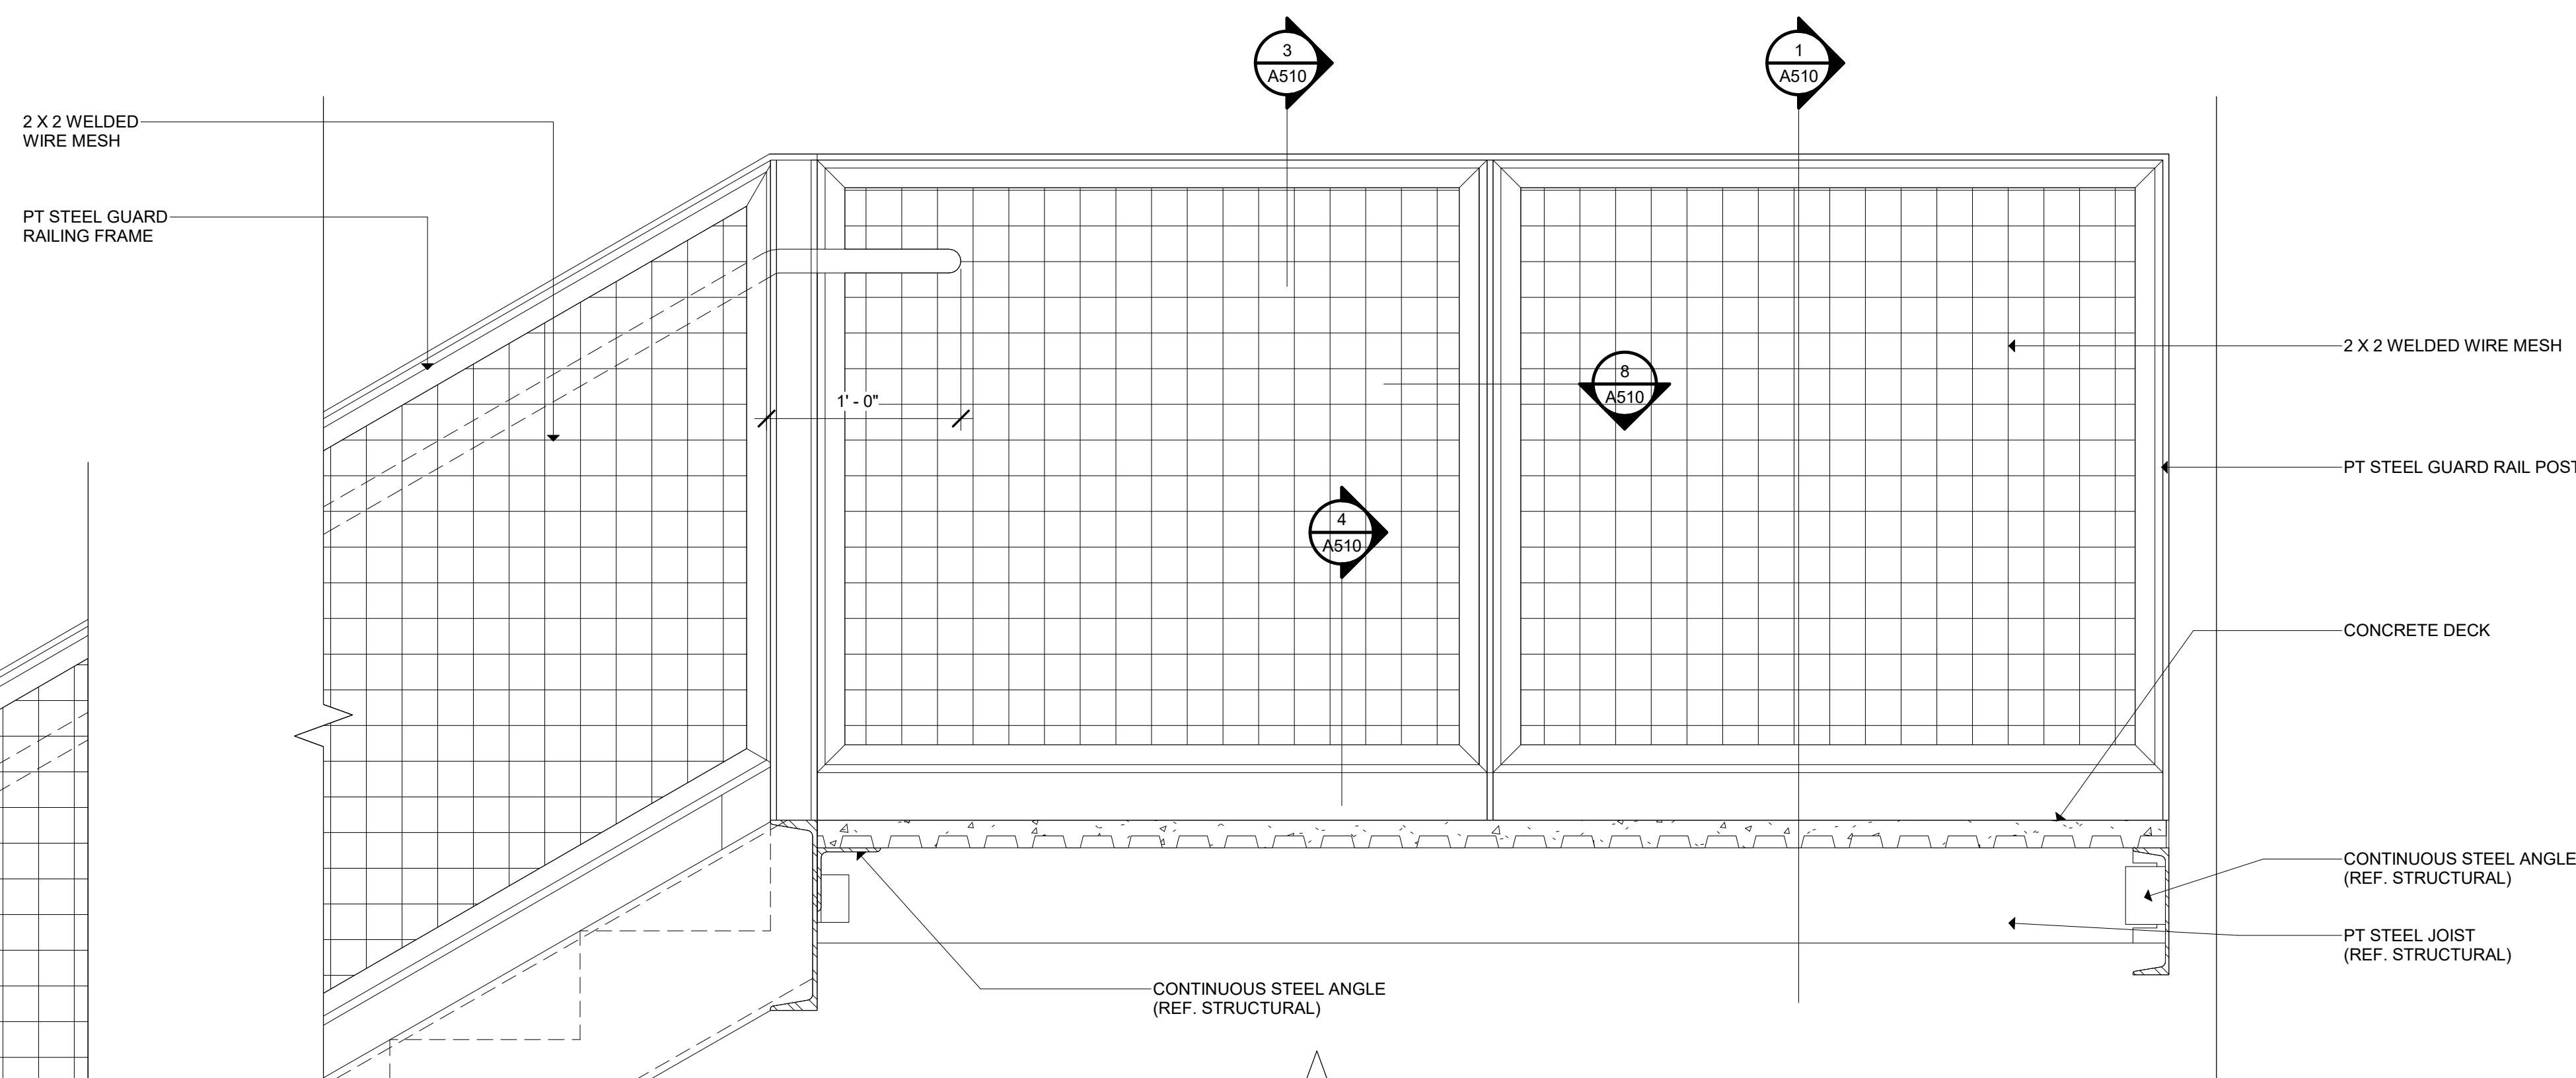 3
A510
1
A510
2 X 2 WELDED
WIRE MESH
PT STEEL GUARD
RAILING FRAME
2 X 2 WELDED WIRE MESH
8
A510
1' - 0"
PT STEEL GUARD RAIL POST
4
A510
CONCRETE DECK
CONTINUOUS STEEL ANGLE
(REF. STRUCTURAL)
PT STEEL JOIST
(REF. STRUCTURAL)
CONTINUOUS STEEL ANGLE
(REF. STRUCTURAL)